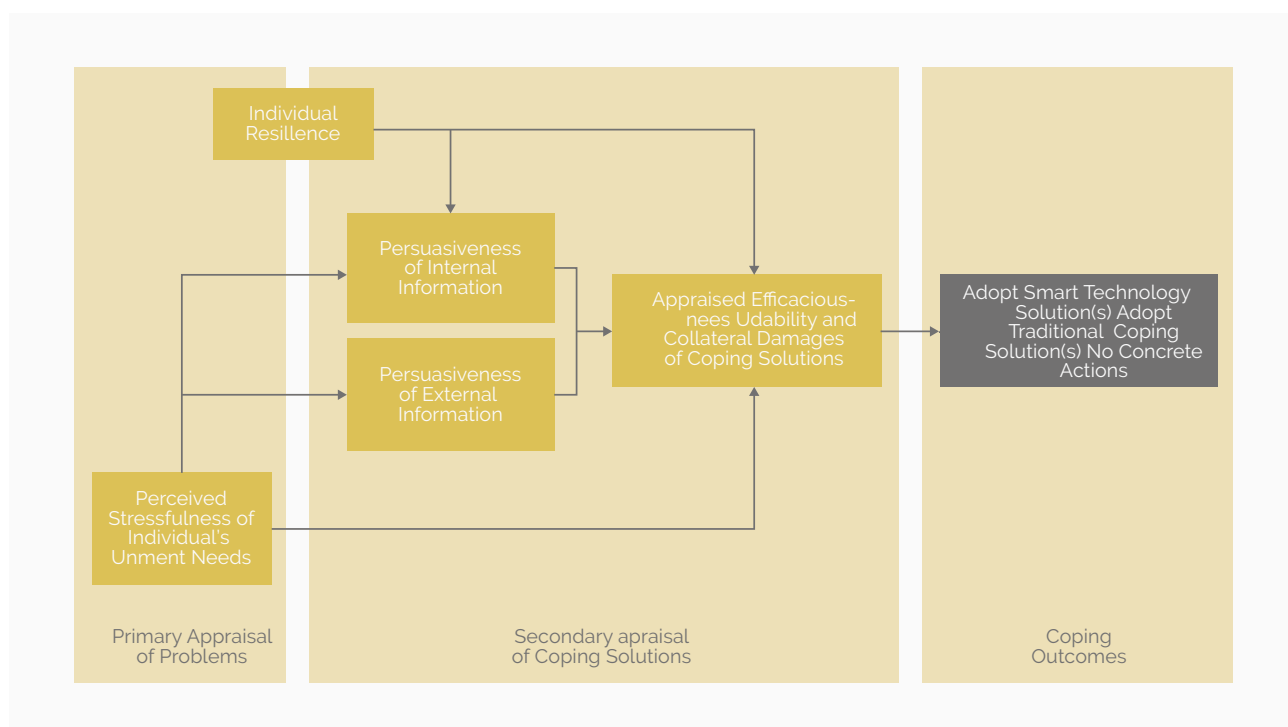 Individual
Resillence
Persuasiveness
of Internal
Information
Appraised Efficacious-
nees Udability and
Collateral Damages
of Coping Solutions
Adopt Smart Technology
Solution(s) Adopt
Traditional Coping
Solution(s) No Concrete
Actions
Persuasiveness
of External
Information
Perceived
Stressfulness of
Individual's
Unment Needs
Primary Appraisal
of Problems
Secondary apraisal
of Coping Solutions
Coping
Outcomes